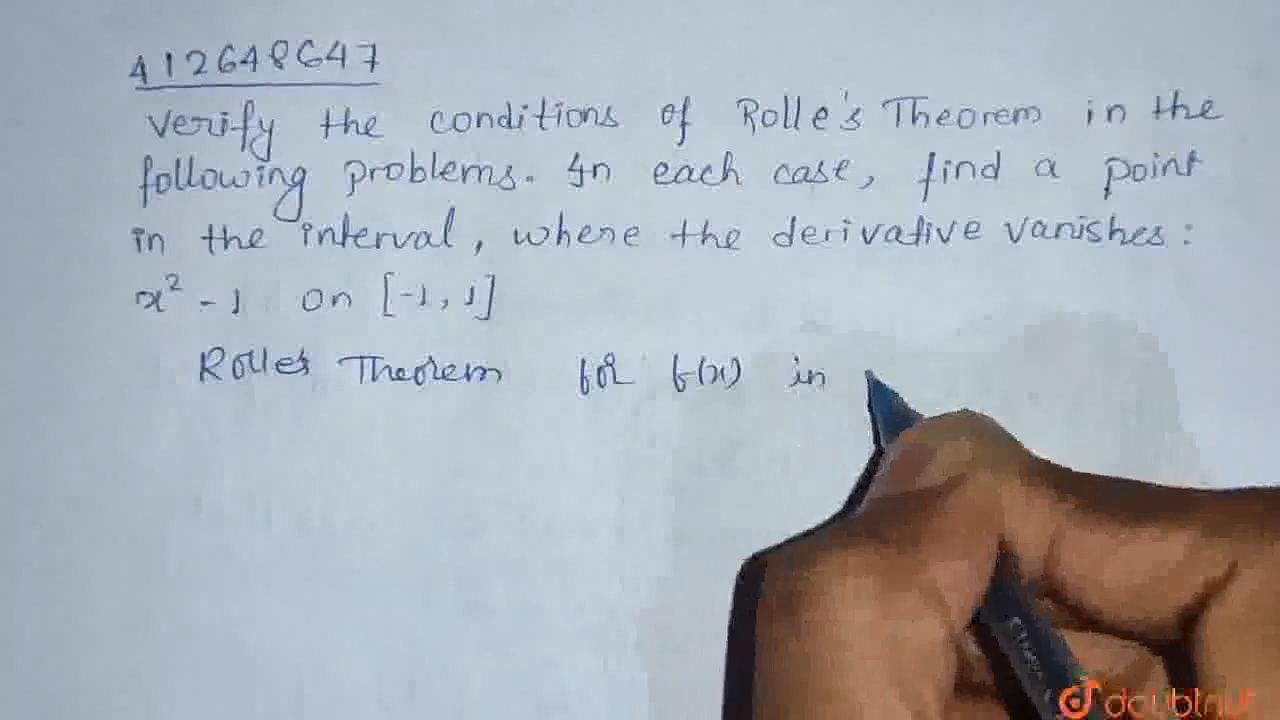 412648647
Verify the conditions of Rolle's Theorem in the
following problems. In each case, find a point
in the interval, where the derivative vanishes:
x² - 1 on [-1, 1]
Rolle's Theorem for f(x) in
doubtnut